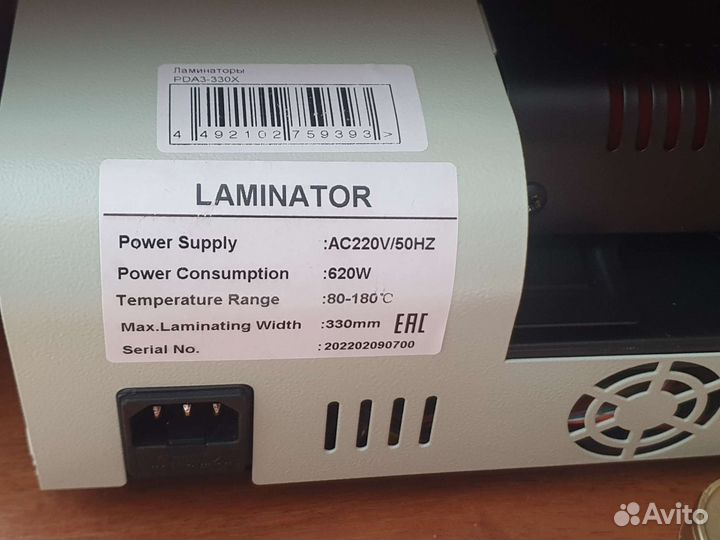 Ламинаторы
PDA3-330X
4 492102 759393 >
LAMINATOR
Power Supply :AC220V/50HZ
Power Consumption :620W
Temperature Range :80-180℃
Max.Laminating Width :330mm EAC
Serial No. :202202090700
Avito